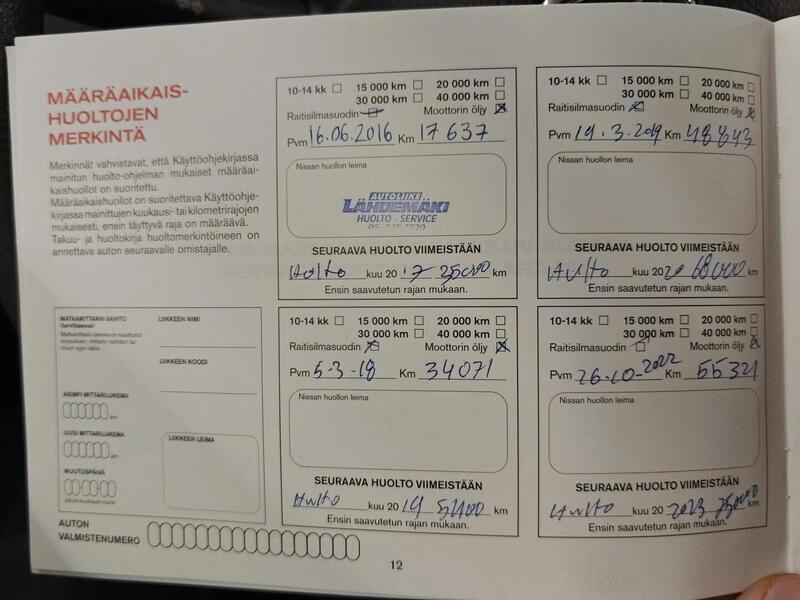 MÄÄRÄAIKAIS-
HUOLTOJEN
MERKINTÄ
Merkinnät vahvistavat, että Käyttöohjekirjassa
mainitun huolto-ohjelman mukaiset määräai-
kaishuollot on suoritettu.
Määräaikaishuollot on suoritettava Käyttöohje-
kirjassa mainittujen kuukausi- tai kilometrirajojen
mukaisesti, ensin täyttyvä raja on määräävä.
Takuu- ja huoltokirja huoltomerkintöineen on
annettava auton seuraavalle omistajalle.
10-14 kk 15 000 km 20 000 km
30 000 km 40 000 km
Raitisilmasuodin Moottorin öljy
Pvm 16.06.2016 Km 17 637
Nissan huollon leima
AUTOLIIKE
LÄHDEMÄKI
HUOLTO - SERVICE
SEURAAVA HUOLTO VIIMEISTÄÄN
Hulto kuu 20 17 25000 km
Ensin saavutetun rajan mukaan.
10-14 kk 15 000 km 20 000 km
30 000 km 40 000 km
Raitisilmasuodin Moottorin öljy
Pvm 19.3.2019 Km 48843
Nissan huollon leima
SEURAAVA HUOLTO VIIMEISTÄÄN
Hulto kuu 20 20 68000 km
Ensin saavutetun rajan mukaan.
10-14 kk 15 000 km 20 000 km
30 000 km 40 000 km
Raitisilmasuodin Moottorin öljy
Pvm 5-3-18 Km 34071
Nissan huollon leima
SEURAAVA HUOLTO VIIMEISTÄÄN
Hulto kuu 20 19 km
Ensin saavutetun rajan mukaan.
10-14 kk 15 000 km 20 000 km
30 000 km 40 000 km
Raitisilmasuodin Moottorin öljy
Pvm 26-10-2022 Km 55321
Nissan huollon leima
SEURAAVA HUOLTO VIIMEISTÄÄN
Hulto kuu 20 2023 km
Ensin saavutetun rajan mukaan.
MATKAMITTARIN VAIHTO
(tarvittaessa)
LIIKKEEN NIMI
LIIKKEEN KOODI
AIEMPI MITTARILUKEMA
km
UUSI MITTARILUKEMA
km
LIIKKEEN LEIMA
MUUTOSPÄIVÄ
AUTON
VALMISTENUMERO
12